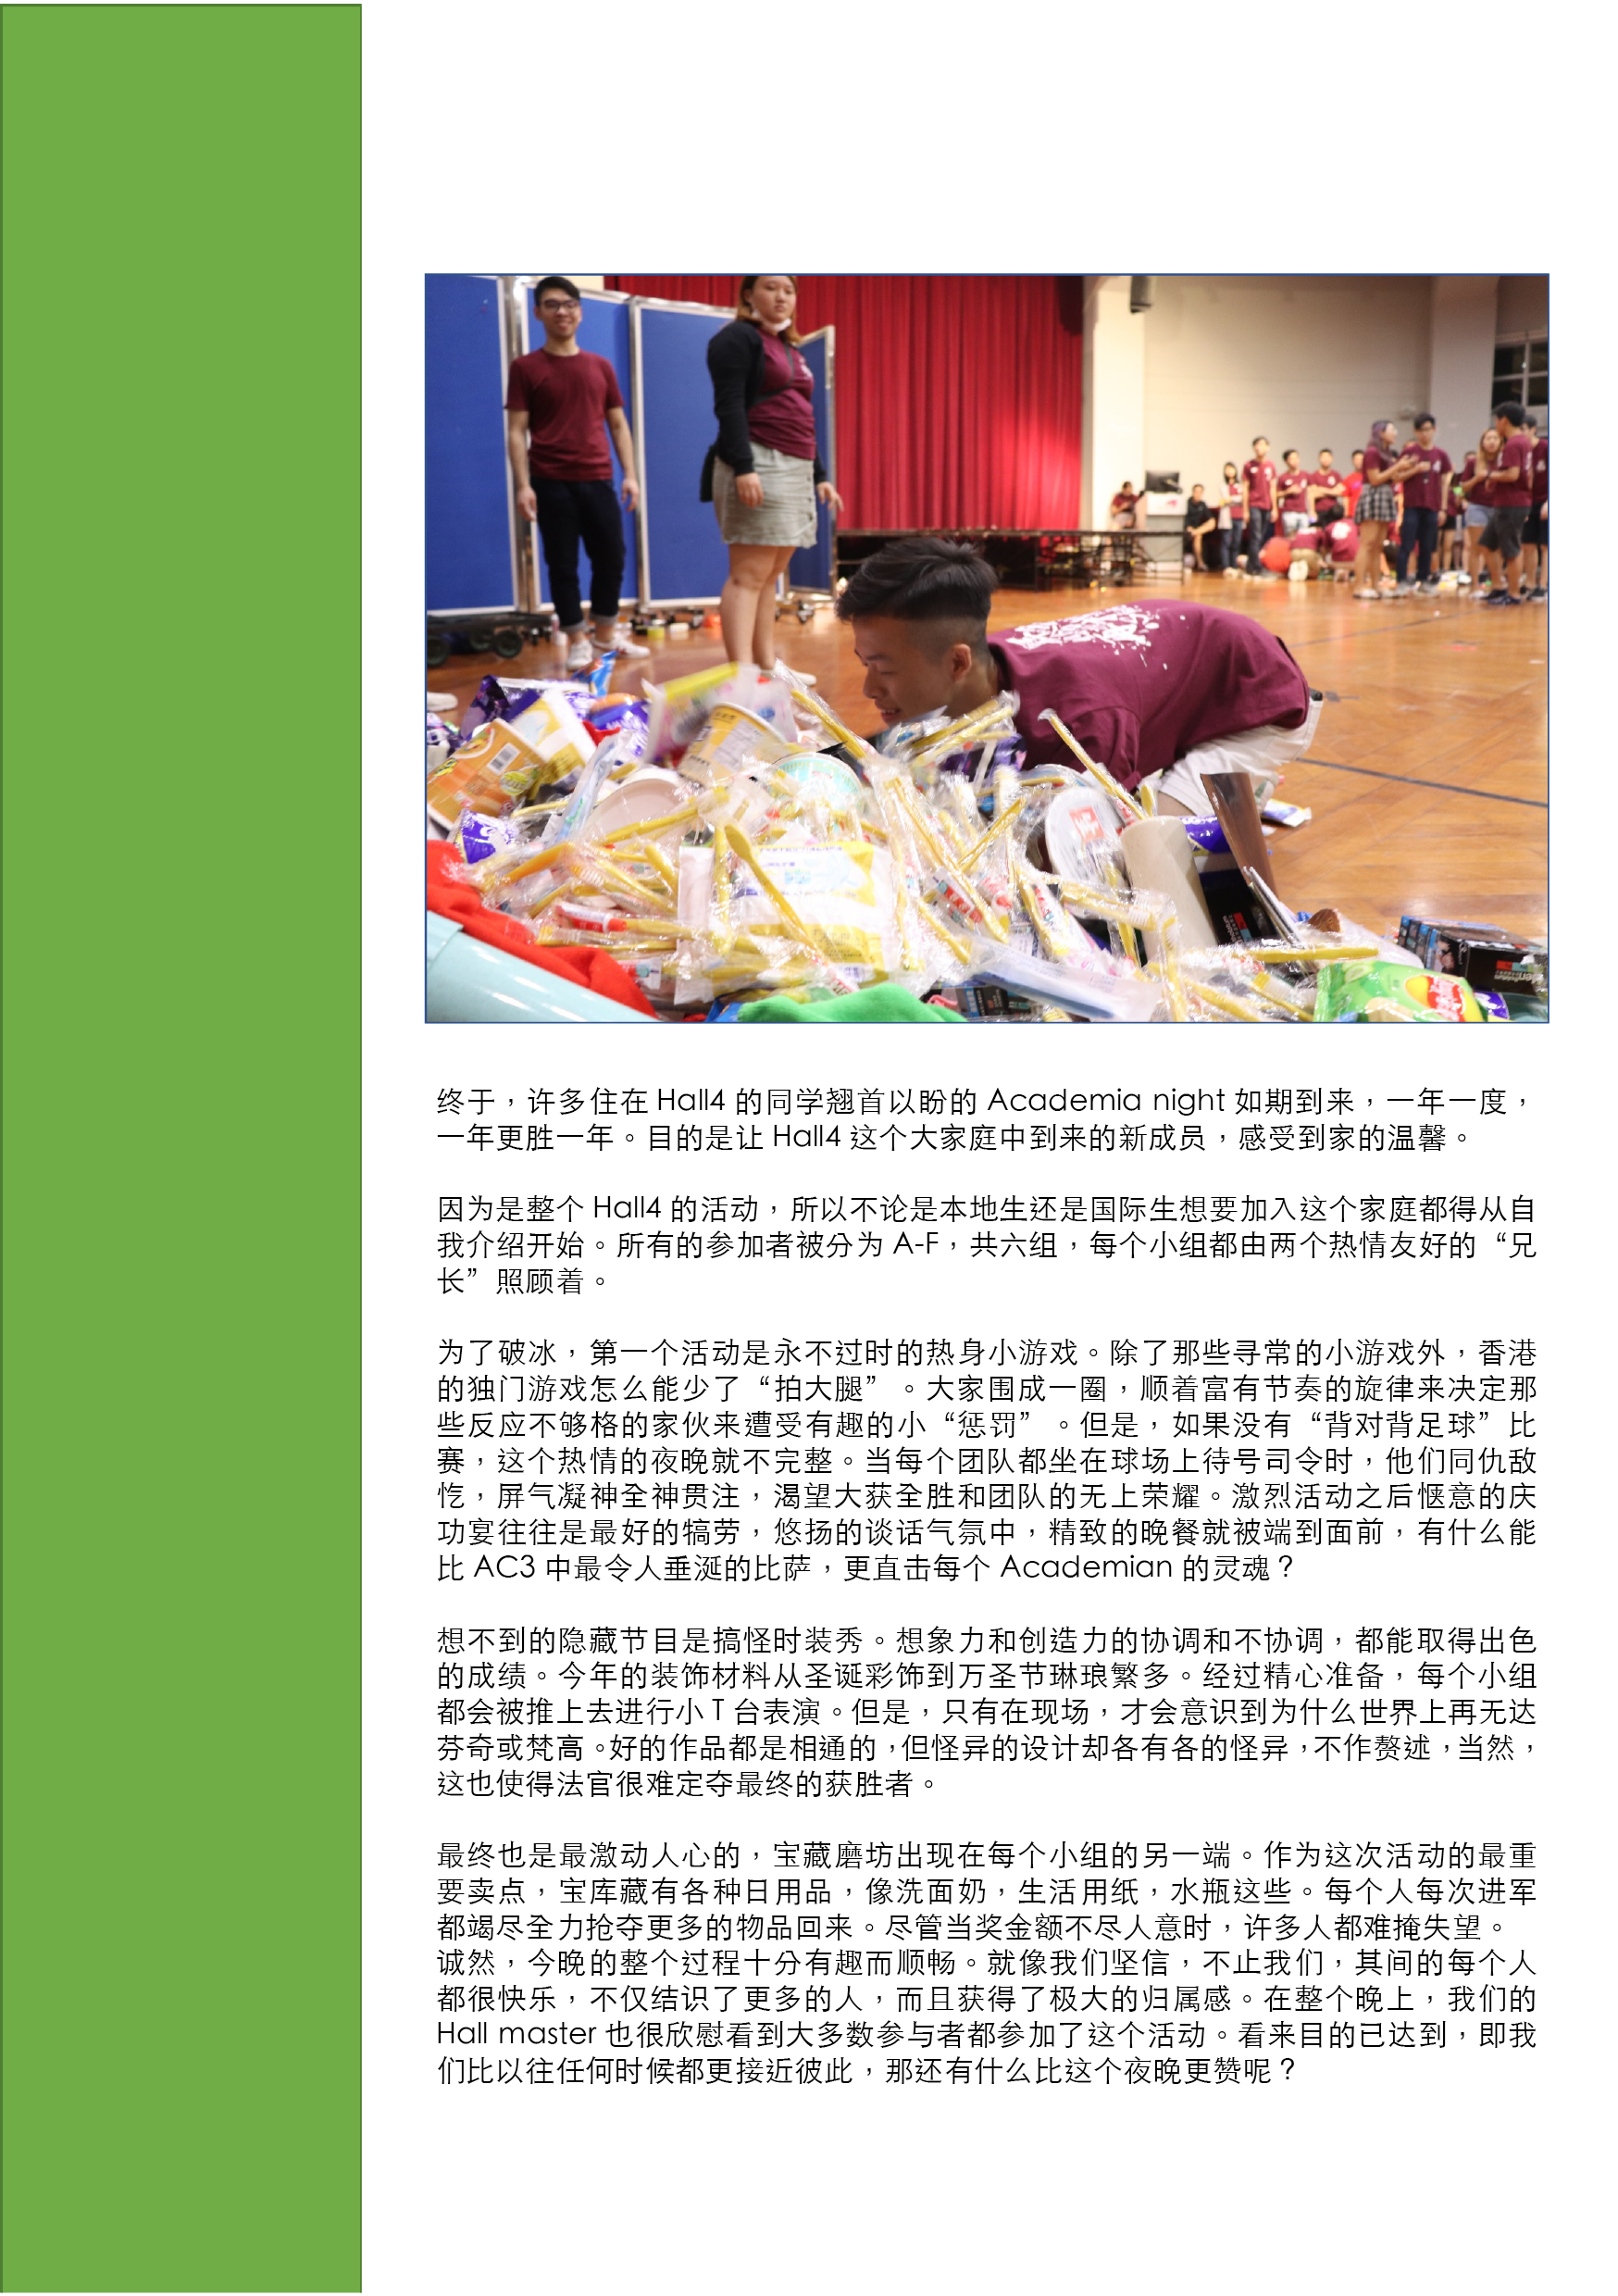 终于，许多住在 Hall4 的同学翘首以盼的 Academia night 如期到来，一年一度，
一年更胜一年。目的是让 Hall4 这个大家庭中到来的新成员，感受到家的温馨。
因为是整个 Hall4 的活动，所以不论是本地生还是国际生想要加入这个家庭都得从自
我介绍开始。所有的参加者被分为 A-F，共六组，每个小组都由两个热情友好的“兄
长”照顾着。
为了破冰，第一个活动是永不过时的热身小游戏。除了那些寻常的小游戏外，香港
的独门游戏怎么能少了“拍大腿”。大家围成一圈，顺着富有节奏的旋律来决定那
些反应不够格的家伙来遭受有趣的小“惩罚”。但是，如果没有“背对背足球”比
赛，这个热情的夜晚就不完整。当每个团队都坐在球场上待号司令时，他们同仇敌
忾，屏气凝神全神贯注，渴望大获全胜和团队的无上荣耀。激烈活动之后惬意的庆
功宴往往是最好的犒劳，悠扬的谈话气氛中，精致的晚餐就被端到面前，有什么能
比 AC3 中最令人垂涎的比萨，更直击每个 Academian 的灵魂？
想不到的隐藏节目是搞怪时装秀。想象力和创造力的协调和不协调，都能取得出色
的成绩。今年的装饰材料从圣诞彩饰到万圣节琳琅繁多。经过精心准备，每个小组
都会被推上去进行小 T 台表演。但是，只有在现场，才会意识到为什么世界上再无达
芬奇或梵高。好的作品都是相通的，但怪异的设计却各有各的怪异，不作赘述，当然，
这也使得法官很难定夺最终的获胜者。
最终也是最激动人心的，宝藏磨坊出现在每个小组的另一端。作为这次活动的最重
要卖点，宝库藏有各种日用品，像洗面奶，生活用纸，水瓶这些。每个人每次进军
都竭尽全力抢夺更多的物品回来。尽管当奖金额不尽人意时，许多人都难掩失望。
诚然，今晚的整个过程十分有趣而顺畅。就像我们坚信，不止我们，其间的每个人
都很快乐，不仅结识了更多的人，而且获得了极大的归属感。在整个晚上，我们的
Hall master 也很欣慰看到大多数参与者都参加了这个活动。看来目的已达到，即我
们比以往任何时候都更接近彼此，那还有什么比这个夜晚更赞呢？